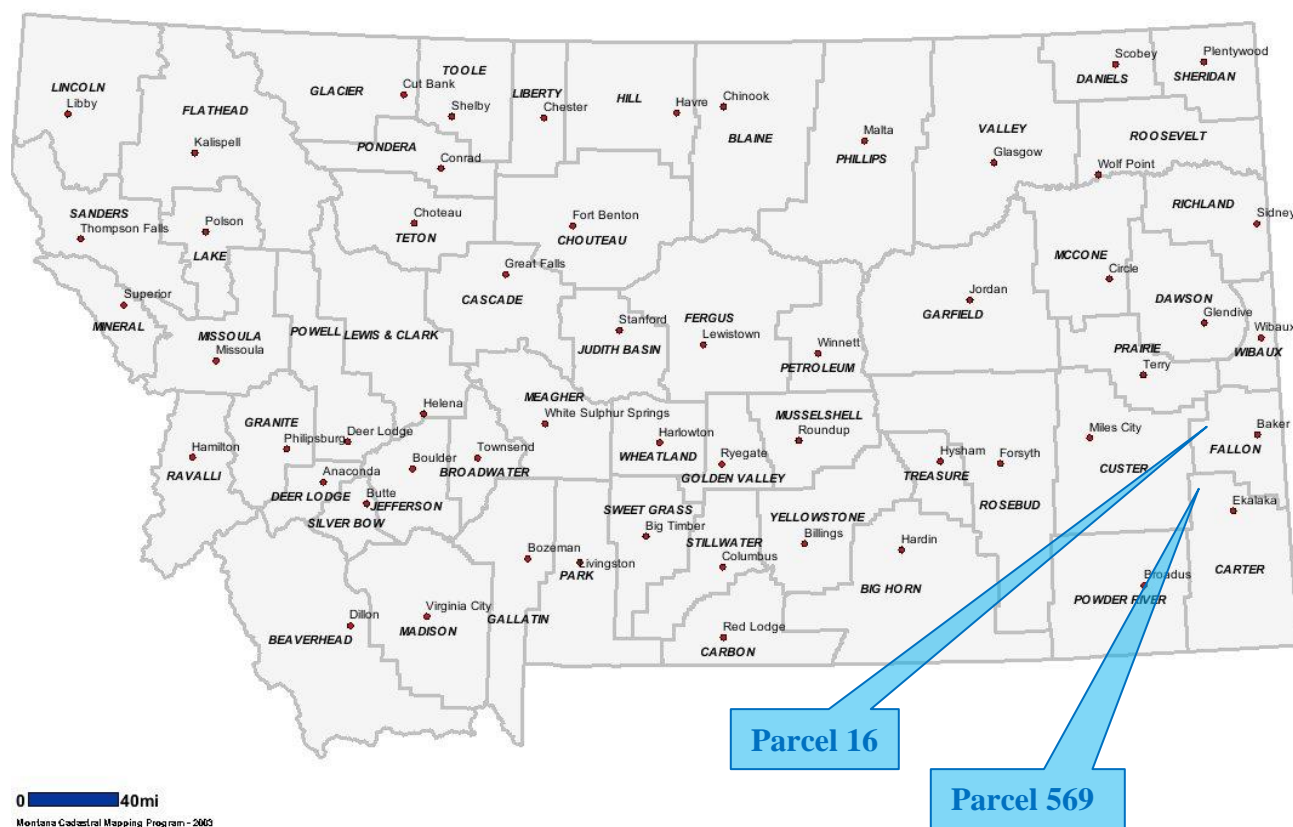 Scobey
Plentywood
DANIELS
SHERIDAN
TOOLE
Cut Bank
LINCOLN
Libby
GLACIER
Shelby
LIBERTY
Chester
HILL
Havre
Chinook
FLATHEAD
BLAINE
Malta
PHILLIPS
VALLEY
Glasgow
ROOSEVELT
Wolf Point
Kalispell
PONDERA
Conrad
RICHLAND
Sidney
SANDERS
Thompson Falls
Polson
LAKE
Choteau
TETON
Fort Benton
CHOUTEAU
MCCONE
Circle
Great Falls
CASCADE
Superior
MINERAL
Jordan
GARFIELD
DAWSON
Glendive
Wibaux
WIBAUX
MISSOULA
Missoula
POWELL
LEWIS & CLARK
Stanford
JUDITH BASIN
FERGUS
Lewistown
Winnett
PETROLEUM
PRAIRIE
Terry
MEAGHER
White Sulphur Springs
Helena
GRANITE
Philipsburg
Deer Lodge
Townsend
BROADWATER
Harlowton
WHEATLAND
MUSSELSHELL
Roundup
Ryegate
GOLDEN VALLEY
Miles City
CUSTER
Baker
FALLON
Hamilton
RAVALLI
Anaconda
DEER LODGE
Boulder
Butte
JEFFERSON
SILVER BOW
Hysham
TREASURE
Forsyth
ROSEBUD
Ekalaka
SWEET GRASS
Big Timber
YELLOWSTONE
Billings
STILLWATER
Columbus
Hardin
BIG HORN
Bozeman
Livingston
PARK
CARTER
Broadus
POWDER RIVER
Dillon
BEAVERHEAD
Virginia City
MADISON
GALLATIN
Red Lodge
CARBON
Parcel 16
Parcel 569
0 40mi
Montana Cadastral Mapping Program - 2003